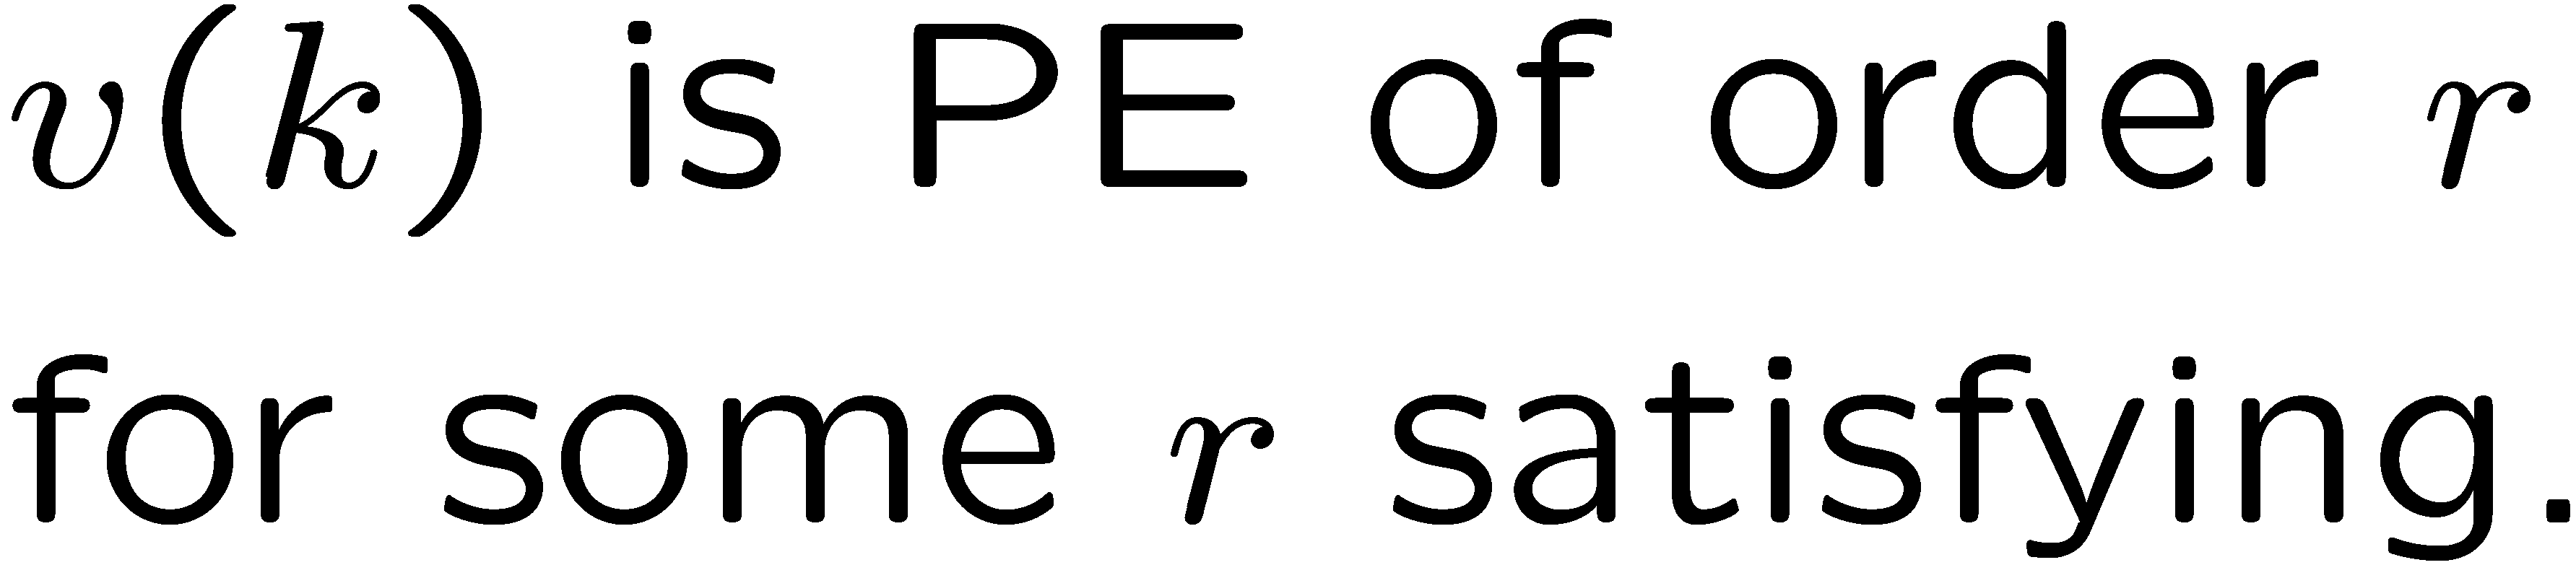 v(k) is PE of order r
for some r satisfying.